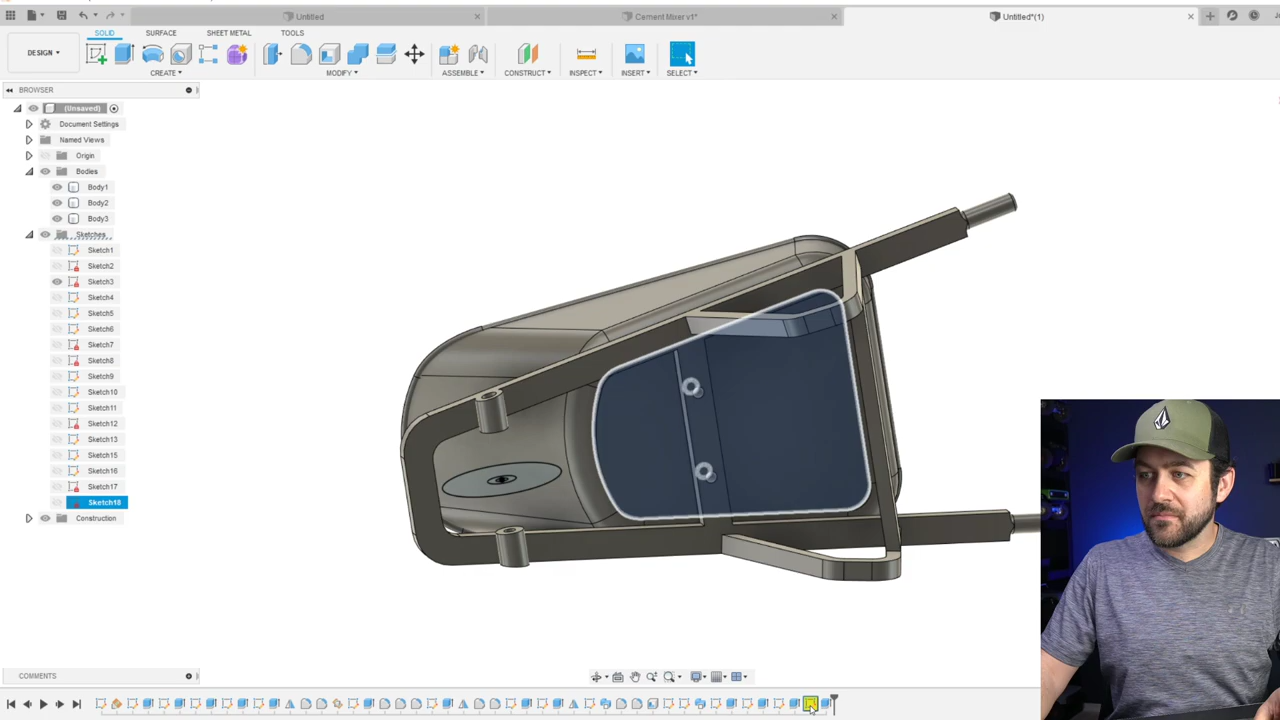 Untitled
Cement Mixer v1*
Untitled*(1)
DESIGN
SOLID
SURFACE
SHEET METAL
TOOLS
CREATE
MODIFY
ASSEMBLE
CONSTRUCT
INSPECT
INSERT
SELECT
BROWSER
(Unsaved)
Document Settings
Named Views
Origin
Bodies
Body1
Body2
Body3
Sketches
Sketch1
Sketch2
Sketch3
Sketch4
Sketch5
Sketch6
Sketch7
Sketch8
Sketch9
Sketch10
Sketch11
Sketch12
Sketch13
Sketch15
Sketch16
Sketch17
Sketch18
Construction
COMMENTS